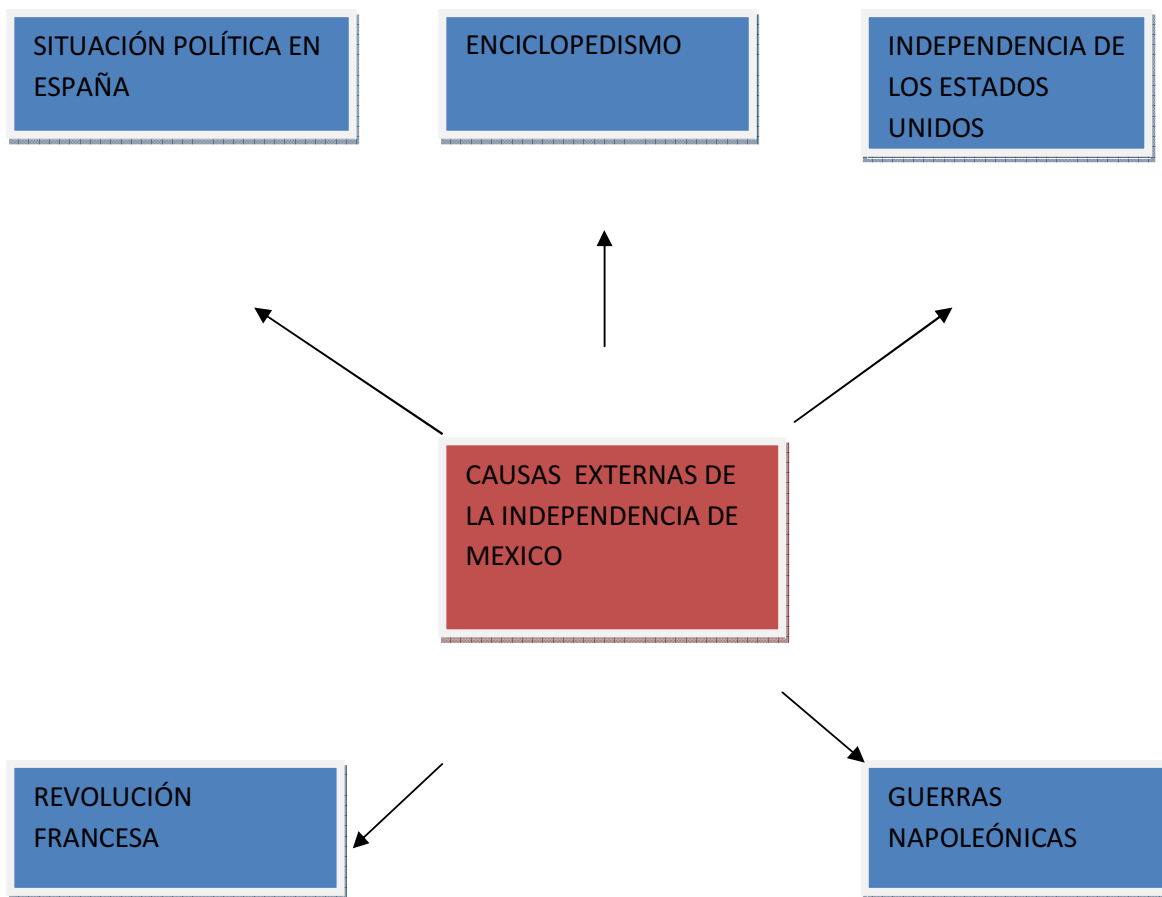 SITUACIÓN POLÍTICA EN
ESPAÑA
ENCICLOPEDISMO
INDEPENDENCIA DE
LOS ESTADOS
UNIDOS
CAUSAS  EXTERNAS DE
LA INDEPENDENCIA DE
MEXICO
REVOLUCIÓN
FRANCESA
GUERRAS
NAPOLEÓNICAS